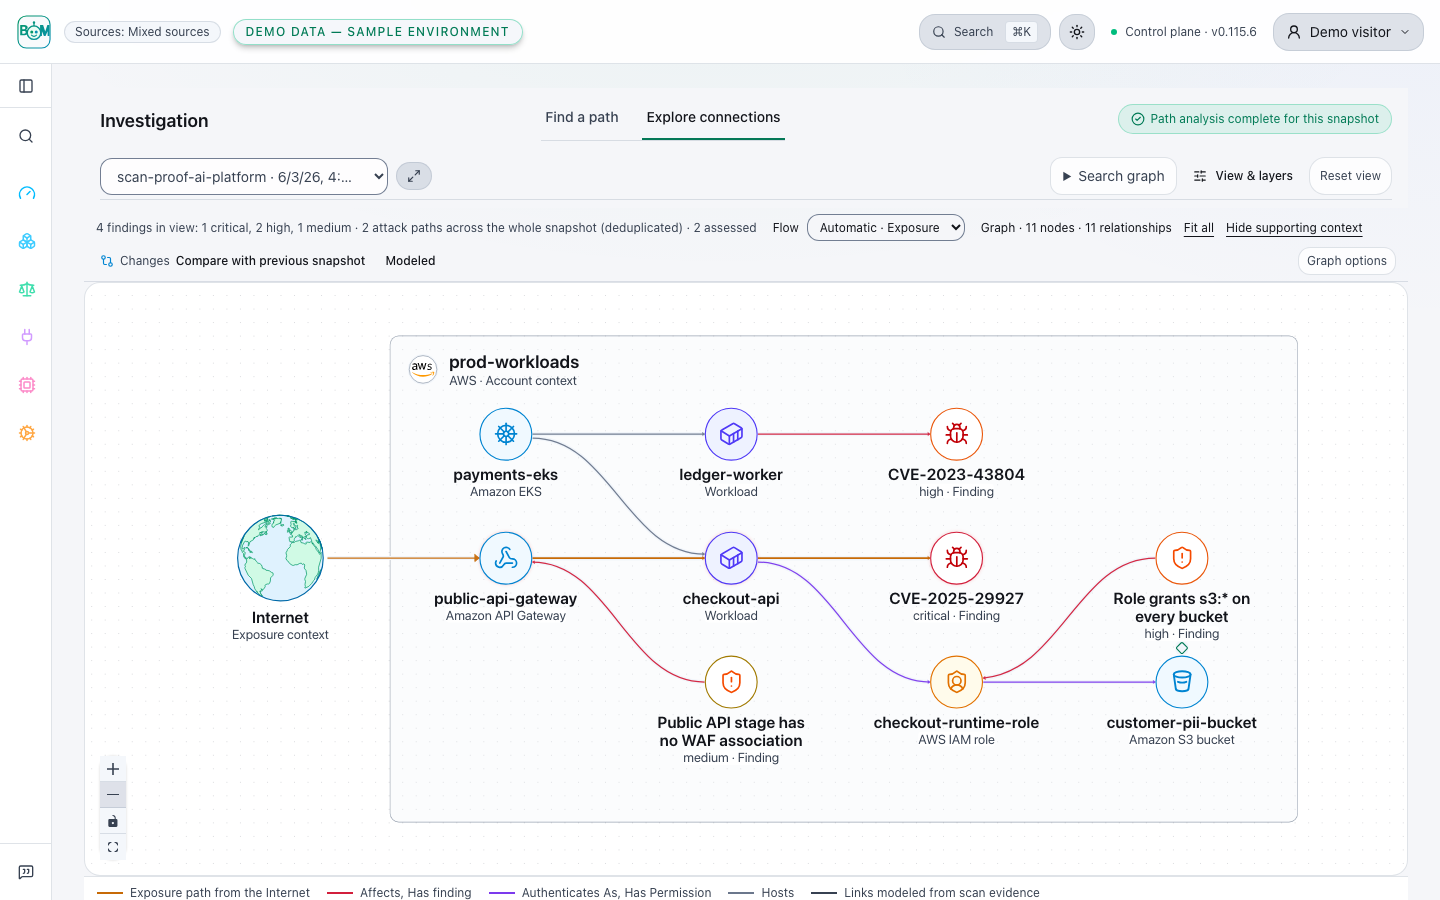 BOM
Sources: Mixed sources
DEMO DATA — SAMPLE ENVIRONMENT
Search ⌘K
Control plane · v0.115.6
Demo visitor
Investigation
Find a path
Explore connections
Path analysis complete for this snapshot
scan-proof-ai-platform · 6/3/26, 4:...
Search graph
View & layers
Reset view
4 findings in view: 1 critical, 2 high, 1 medium · 2 attack paths across the whole snapshot (deduplicated) · 2 assessed
Flow
Automatic · Exposure
Graph · 11 nodes · 11 relationships
Fit all
Hide supporting context
Changes
Compare with previous snapshot
Modeled
Graph options
aws
prod-workloads
AWS · Account context
payments-eks
Amazon EKS
ledger-worker
Workload
CVE-2023-43804
high · Finding
Internet
Exposure context
public-api-gateway
Amazon API Gateway
checkout-api
Workload
CVE-2025-29927
critical · Finding
Role grants s3:* on
every bucket
high · Finding
Public API stage has
no WAF association
medium · Finding
checkout-runtime-role
AWS IAM role
customer-pii-bucket
Amazon S3 bucket
Exposure path from the Internet
Affects, Has finding
Authenticates As, Has Permission
Hosts
Links modeled from scan evidence